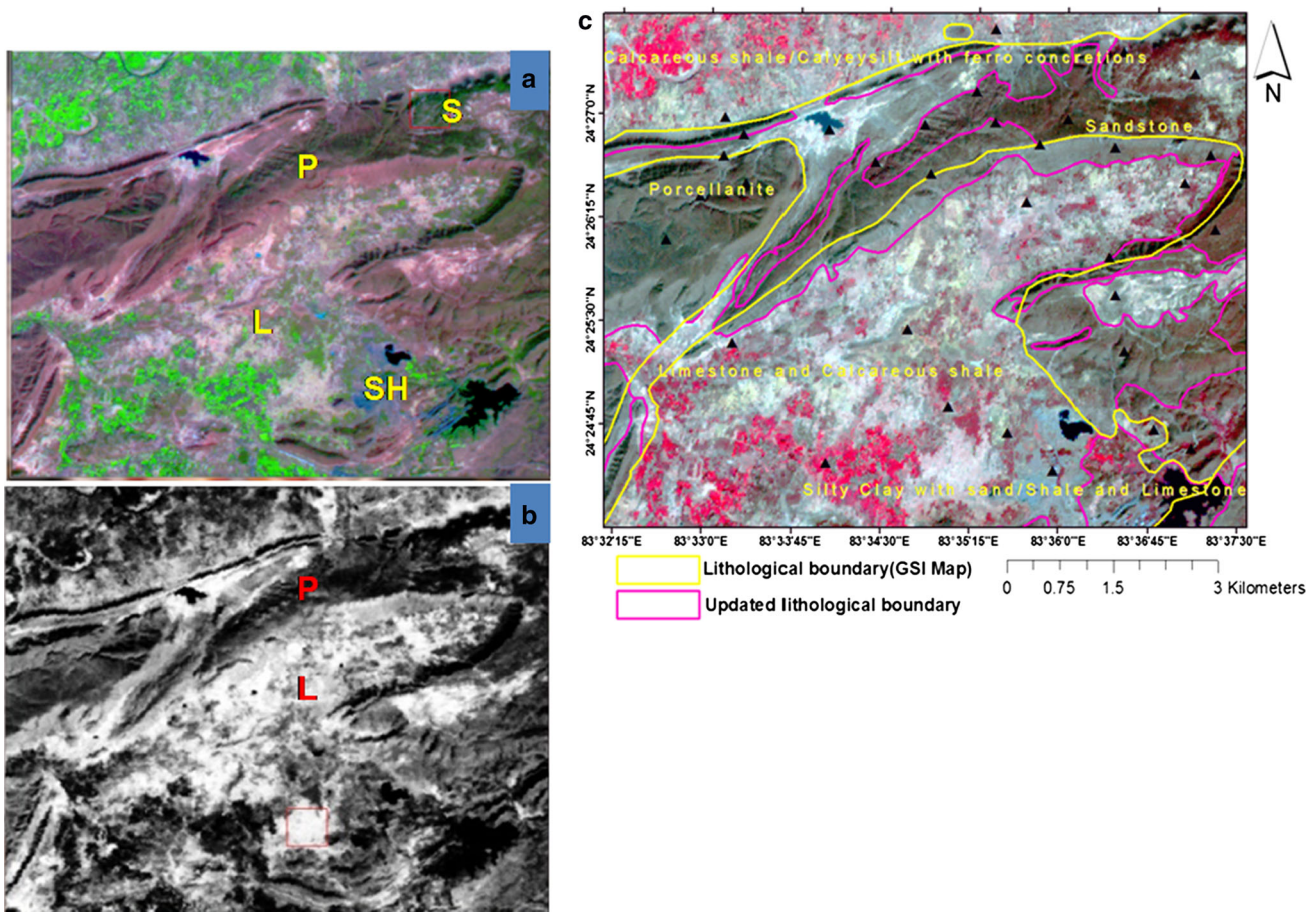 a
S
P
L
SH
b
P
L
c
Calcareous shale/Calyeysilt with ferro concretions
Sandstone
Porcellanite
Limestone and Calcareous shale
Silty Clay with sand/Shale and Limestone
N
24°27'0"N
24°26'15"N
24°25'30"N
24°24'45"N
83°32'15"E 83°33'0"E 83°33'45"E 83°34'30"E 83°35'15"E 83°36'0"E 83°36'45"E 83°37'30"E
Lithological boundary(GSI Map)
Updated lithological boundary
0 0.75 1.5 3 Kilometers